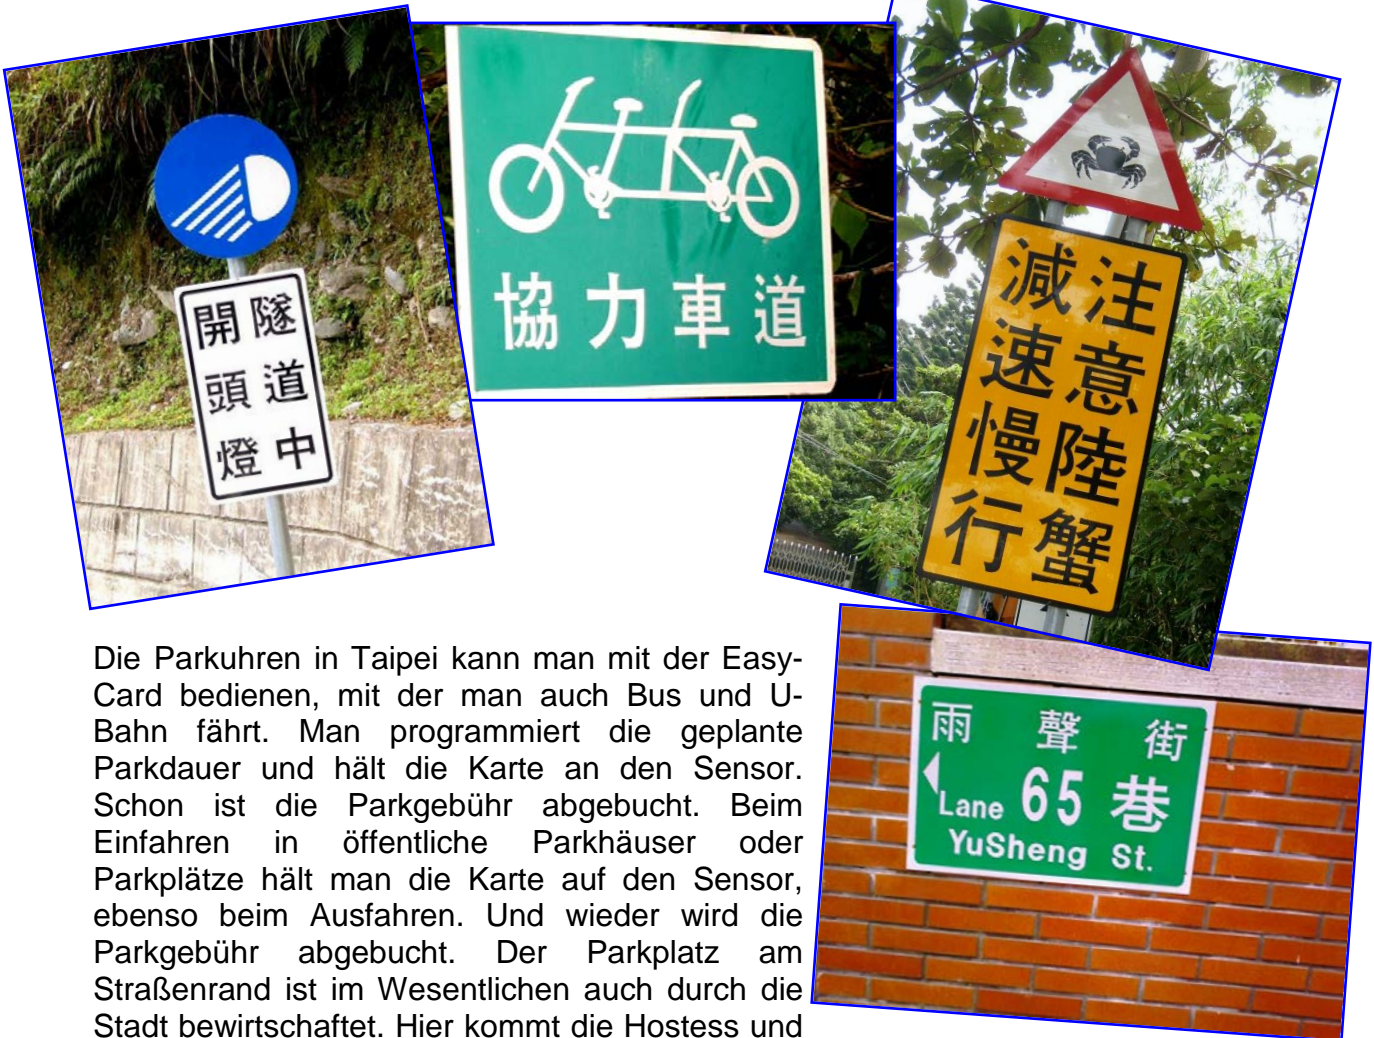 隧道中
開頭燈
協力車道
注意陸蟹
減速慢行
雨聲街
Lane 65 巷
YuSheng St.
Die Parkuhren in Taipei kann man mit der Easy-
Card bedienen, mit der man auch Bus und U-
Bahn fährt. Man programmiert die geplante
Parkdauer und hält die Karte an den Sensor.
Schon ist die Parkgebühr abgebucht. Beim
Einfahren in öffentliche Parkhäuser oder
Parkplätze hält man die Karte auf den Sensor,
ebenso beim Ausfahren. Und wieder wird die
Parkgebühr abgebucht. Der Parkplatz am
Straßenrand ist im Wesentlichen auch durch die
Stadt bewirtschaftet. Hier kommt die Hostess und